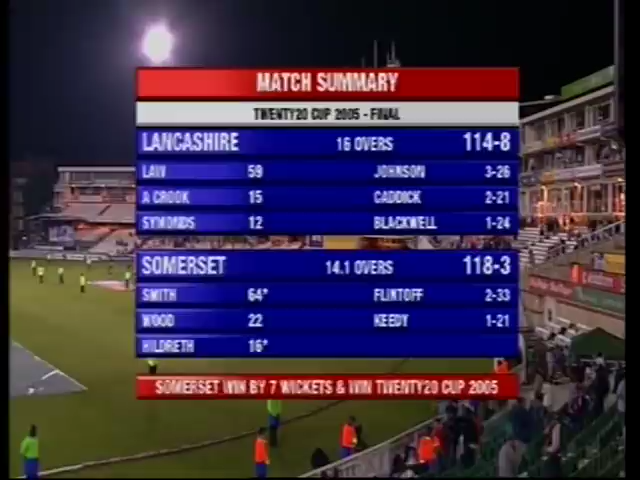 MATCH SUMMARY
TWENTY20 CUP 2005 - FINAL
LANCASHIRE 16 OVERS 114-8
LAW 59 JOHNSON 3-26
A CROOK 15 CADDICK 2-21
SYMONDS 12 BLACKWELL 1-24
SOMERSET 14.1 OVERS 118-3
SMITH 64* FLINTOFF 2-33
WOOD 22 KEEDY 1-21
HILDRETH 16*
SOMERSET WIN BY 7 WICKETS & WIN TWENTY20 CUP 2005